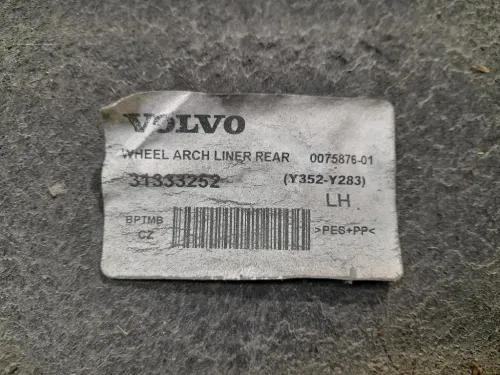 VOLVO
WHEEL ARCH LINER REAR 0075876-01
31333252 (Y352-Y283)
LH
BPTMB
CZ >PES+PP<